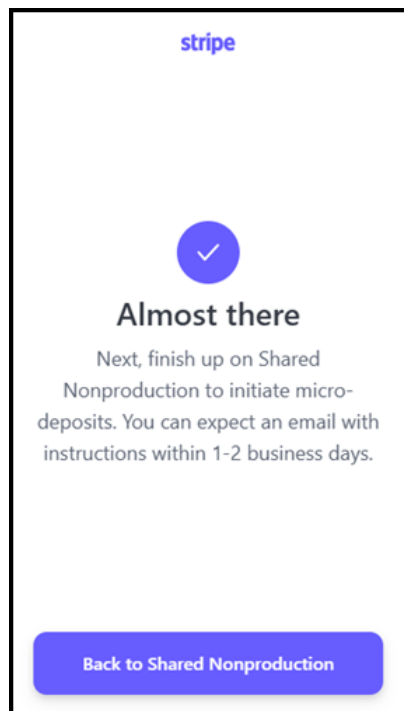 stripe
Almost there
Next, finish up on Shared
Nonproduction to initiate micro-
deposits. You can expect an email with
instructions within 1-2 business days.
Back to Shared Nonproduction